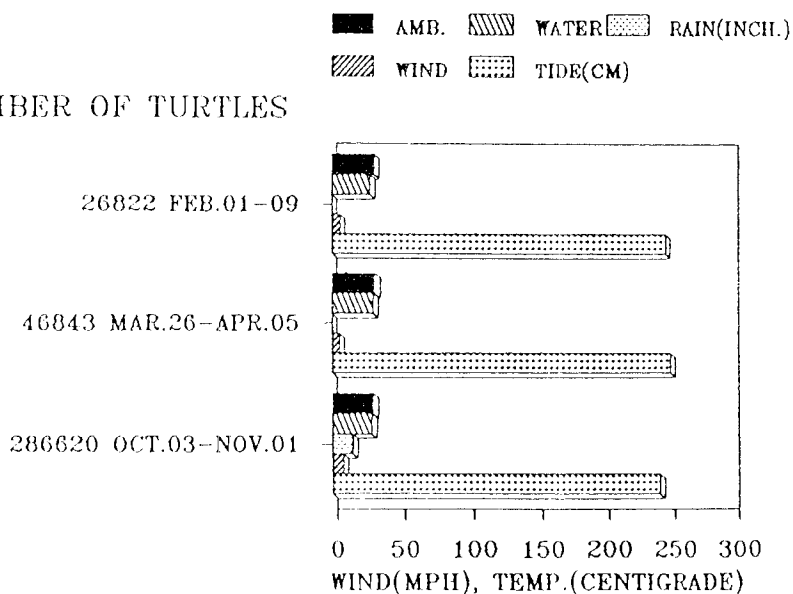 AMB. WATER RAIN(INCH.)
WIND TIDE(CM)
MBER OF TURTLES
26822 FEB.01-09
46843 MAR.26-APR.05
286620 OCT.03-NOV.01
0 50 100 150 200 250 300
WIND(MPH), TEMP.(CENTIGRADE)